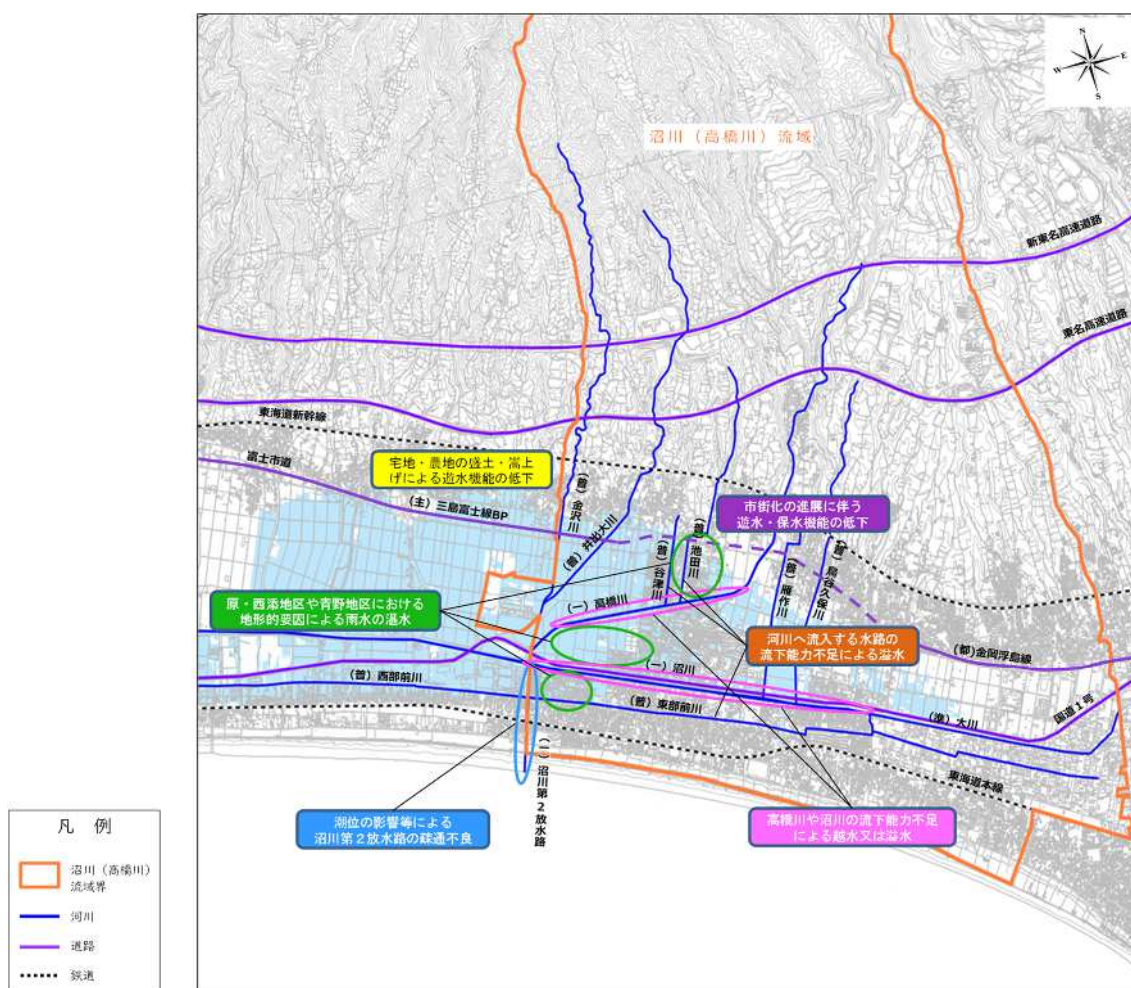 N
W
E
S
沼川（高橋川）流域
新東名高速道路
東名高速道路
東海道新幹線
富士市道
宅地・農地の盛土・嵩上
げによる遊水機能の低下
(普) 金沢川
(主) 三島富士線BP
市街化の進展に伴う
遊水・保水機能の低下
(普) 井出大川
(普) 谷津川
(普) 池田川
(普) 雁作川
(普) 扇谷久保川
原・西添地区や青野地区における
地形的要因による雨水の湛水
(一) 高橋川
河川へ流入する水路の
流下能力不足による溢水
(都) 金岡浮島線
(一) 沼川
(普) 西部前川
(普) 東部前川
(準) 大川
国道1号
東海道本線
(一) 沼川第2放水路
潮位の影響等による
沼川第2放水路の疎通不良
高橋川や沼川の流下能力不足
による越水又は溢水
凡 例
沼川（高橋川）
流域界
河川
道路
鉄道